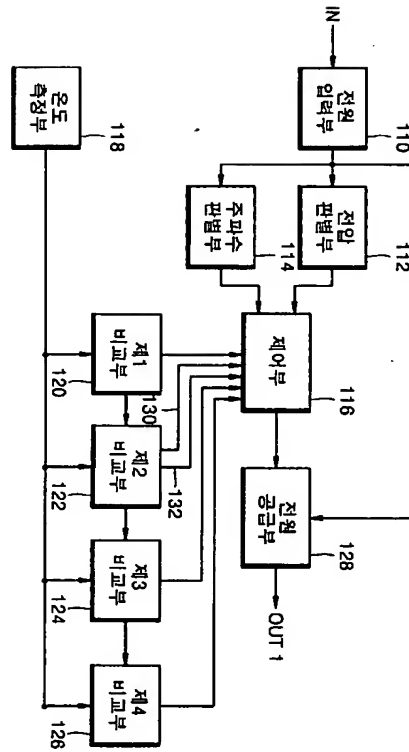 IN
전원
입력부
110
전압
판별부
112
주파수
판별부
114
제어부
116
전원
공급부
128
OUT 1
온도
측정부
118
제1
비교부
120
130
제2
비교부
122
132
제3
비교부
124
제4
비교부
126